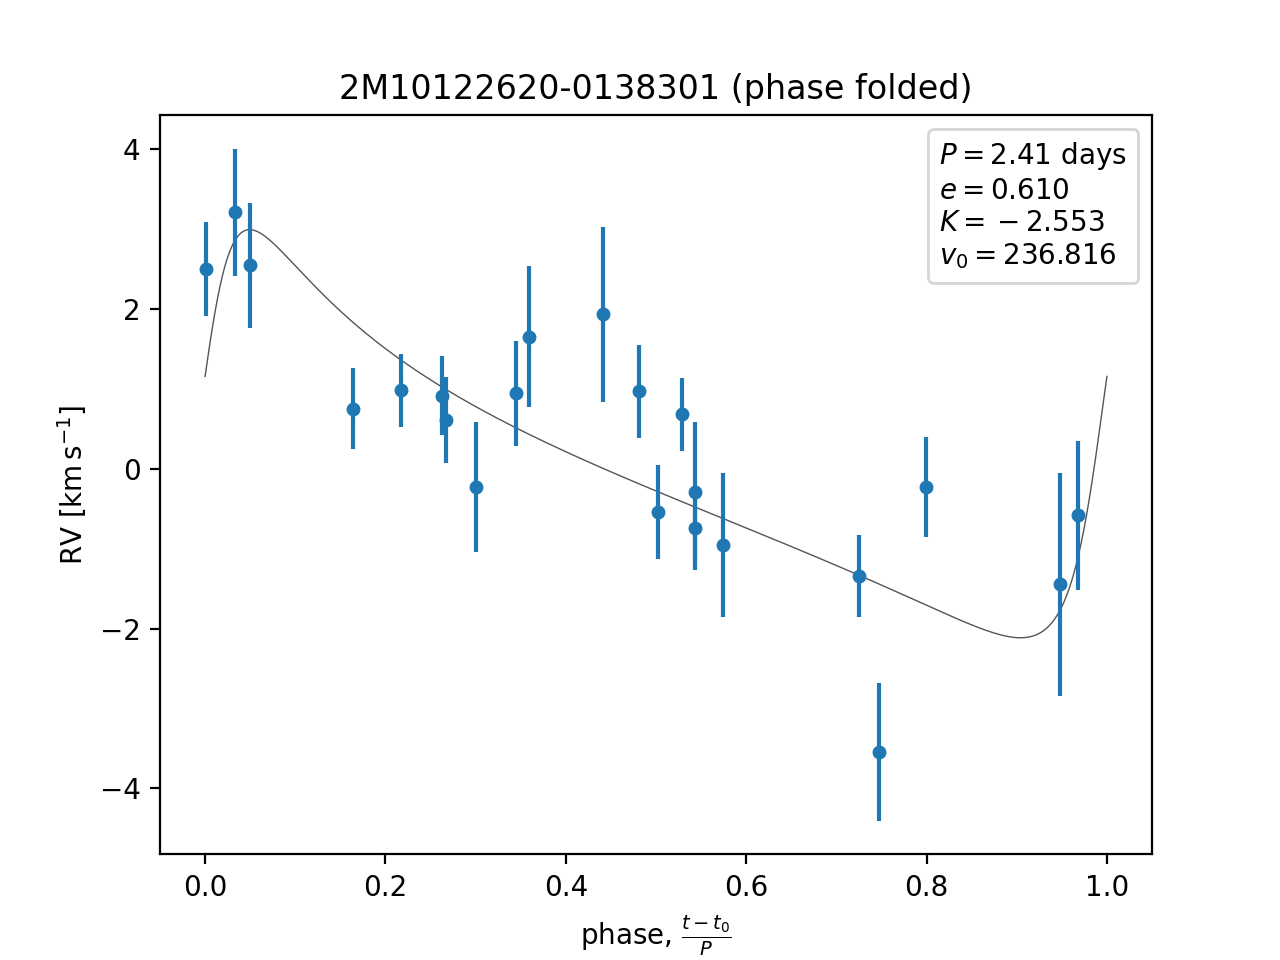 2M10122620-0138301 (phase folded)
P = 2.41 days
e = 0.610
K = −2.553
v₀ = 236.816
4
2
0
−2
−4
RV [km s⁻¹]
0.0 0.2 0.4 0.6 0.8 1.0
phase, (t − t₀)/P